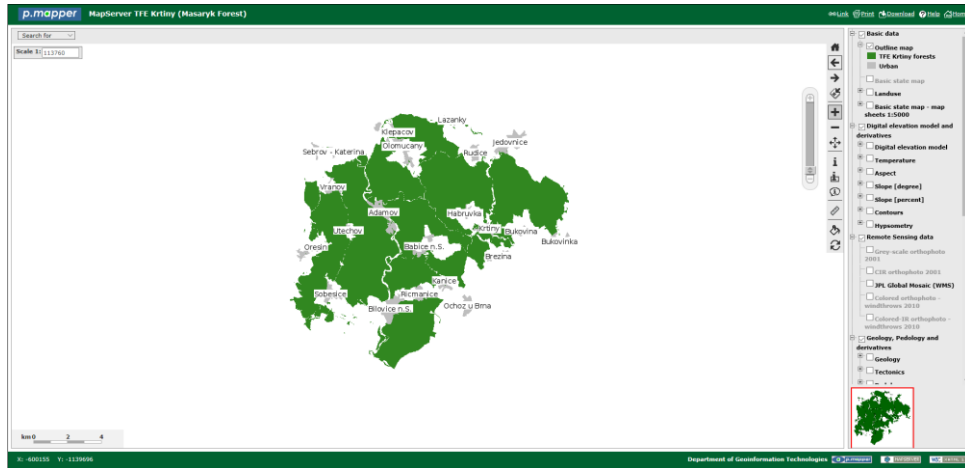 p.mapper MapServer TFE Krtiny (Masaryk Forest)
Link Print Download Help Home
Search for
Scale 1: 113760
Lazanky
Klepacov
Olomucany
Jedovnice
Sebrov - Katerina
Rudice
Vranov
Adamov
Habruvka
Utechov
Krtiny
Bukovina
Bukovinka
Oresin
Babice n.S.
Brezina
Kanice
Sobesice
Ricmanice
Ochoz u Brna
Bilovice n.S.
km 0 2 4
Basic data
Outline map
TFE Krtiny forests
Urban
Basic state map
Landuse
Basic state map - map
sheets 1:5000
Digital elevation model and
derivatives
Digital elevation model
Temperature
Aspect
Slope [degree]
Slope [percent]
Contours
Hypsometry
Remote Sensing data
Grey-scale orthophoto
2001
CIR orthophoto 2001
JPL Global Mosaic (WMS)
Colored orthophoto -
windthrows 2010
Colored-IR orthophoto -
windthrows 2010
Geology, Pedology and
derivatives
Geology
Tectonics
X: -600155 Y: -1139696
Department of Geoinformation Technologies p.mapper